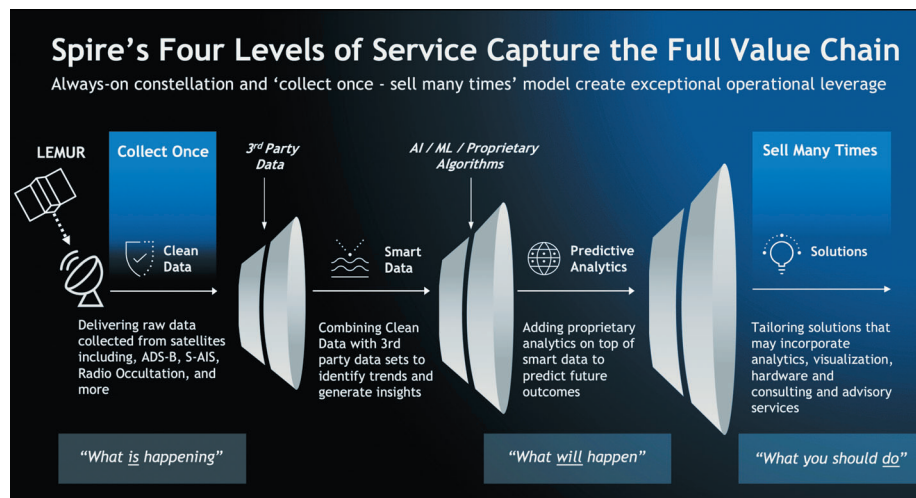 Spire's Four Levels of Service Capture the Full Value Chain
Always-on constellation and 'collect once - sell many times' model create exceptional operational leverage
LEMUR
Collect Once
Clean
Data
Delivering raw data
collected from satellites
including, ADS-B, S-AIS,
Radio Occultation, and
more
"What is happening"
3rd Party
Data
Smart
Data
Combining Clean
Data with 3rd
party data sets to
identify trends and
generate insights
AI / ML / Proprietary
Algorithms
Predictive
Analytics
Adding proprietary
analytics on top of
smart data to
predict future
outcomes
"What will happen"
Sell Many Times
Solutions
Tailoring solutions that
may incorporate
analytics, visualization,
hardware and
consulting and advisory
services
"What you should do"